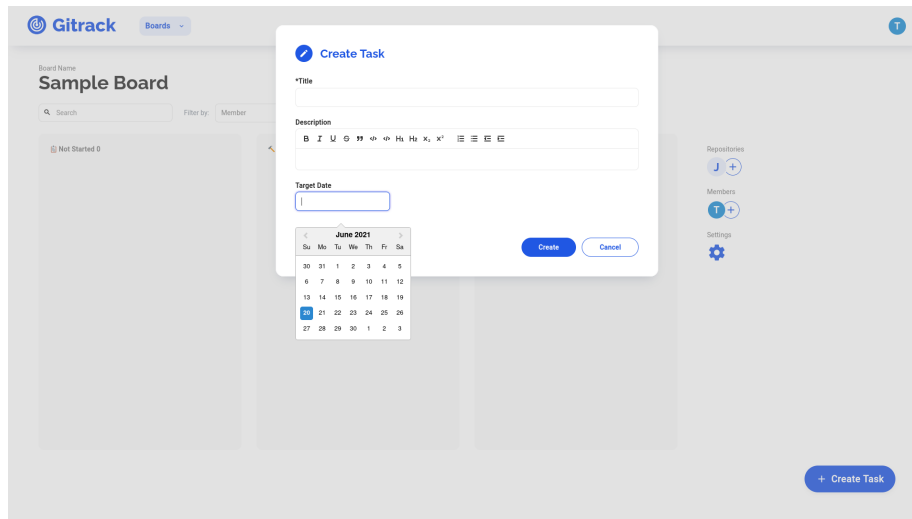 Gitrack
Boards
T
Create Task
Board Name
Sample Board
*Title
Search
Filter by:
Member
Description
B I U S ❞ </> </> H1 H2 X₂ X²
Not Started 0
Repositories
J +
Target Date
Members
T +
June 2021
Su Mo Tu We Th Fr Sa
30 31 1 2 3 4 5
6 7 8 9 10 11 12
13 14 15 16 17 18 19
20 21 22 23 24 25 26
27 28 29 30 1 2 3
Create
Cancel
Settings
+ Create Task